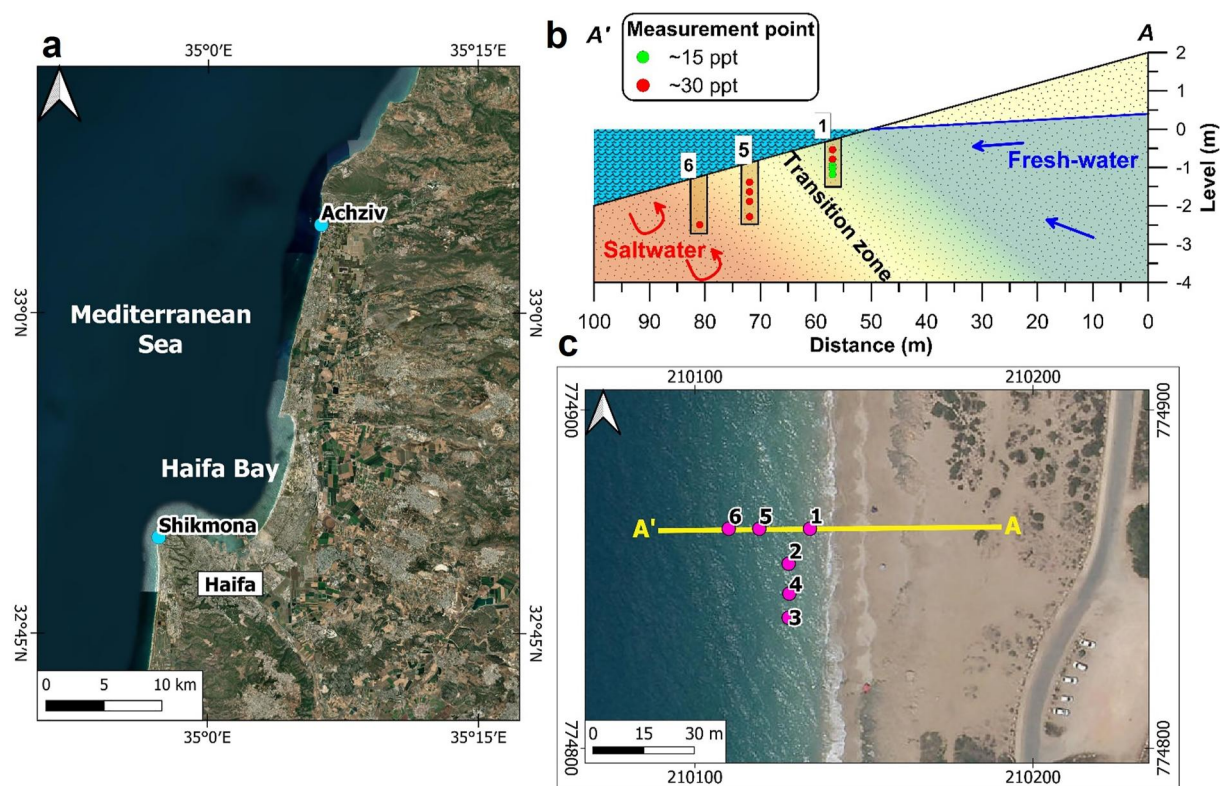 a
35°0'E
35°15'E
Achziv
33°0'N
33°0'N
Mediterranean
Sea
Haifa Bay
Shikmona
Haifa
32°45'N
32°45'N
0
5
10 km
35°0'E
35°15'E
b
A'
Measurement point
~15 ppt
~30 ppt
A
1
5
6
Transition zone
Fresh-water
Saltwater
2
1
0
-1
-2
-3
-4
Level (m)
100
90
80
70
60
50
40
30
20
10
0
Distance (m)
c
210100
210200
774900
774900
A'
6
5
1
A
2
4
3
0
15
30 m
774800
774800
210100
210200